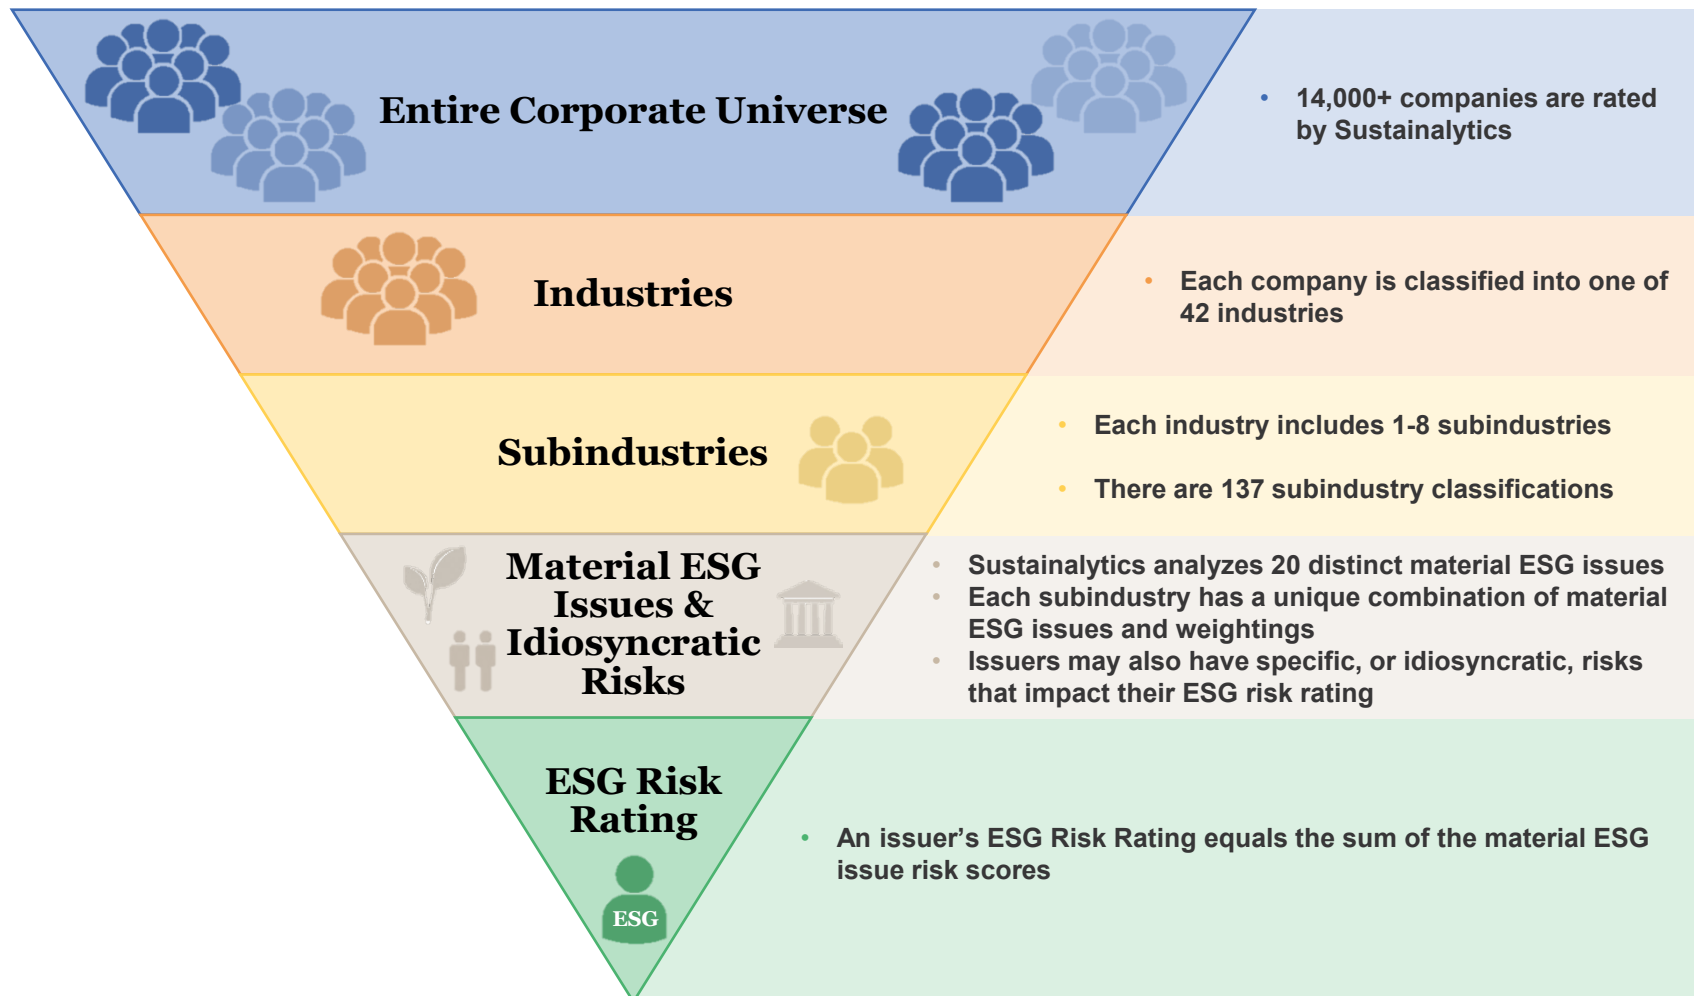 Entire Corporate Universe
• 14,000+ companies are rated
by Sustainalytics
Industries
• Each company is classified into one of
42 industries
Subindustries
• Each industry includes 1-8 subindustries
• There are 137 subindustry classifications
Material ESG
Issues &
Idiosyncratic
Risks
• Sustainalytics analyzes 20 distinct material ESG issues
• Each subindustry has a unique combination of material
ESG issues and weightings
• Issuers may also have specific, or idiosyncratic, risks
that impact their ESG risk rating
ESG Risk
Rating
ESG
• An issuer’s ESG Risk Rating equals the sum of the material ESG
issue risk scores